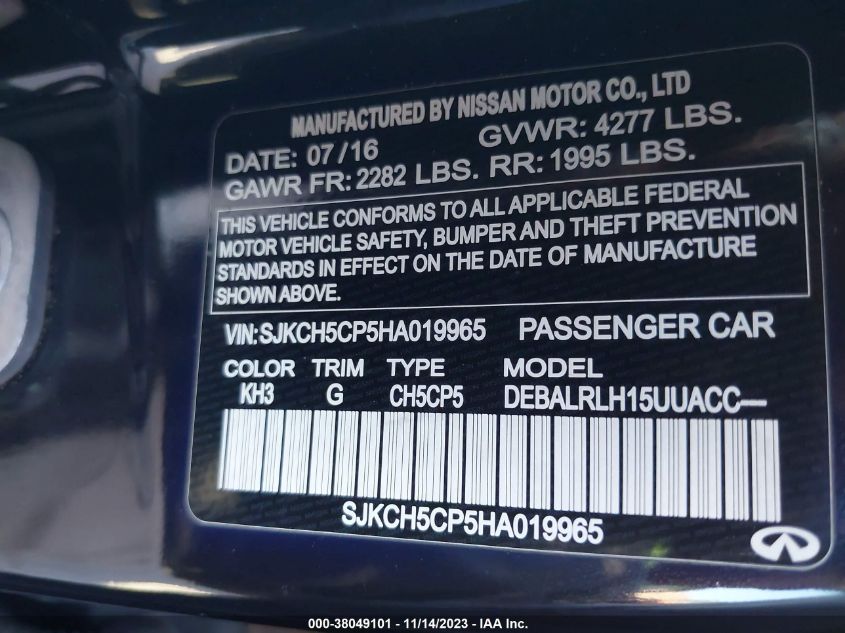 MANUFACTURED BY NISSAN MOTOR CO., LTD
DATE: 07/16 GVWR: 4277 LBS.
GAWR FR: 2282 LBS. RR: 1995 LBS.
THIS VEHICLE CONFORMS TO ALL APPLICABLE FEDERAL
MOTOR VEHICLE SAFETY, BUMPER AND THEFT PREVENTION
STANDARDS IN EFFECT ON THE DATE OF MANUFACTURE
SHOWN ABOVE.
VIN:SJKCH5CP5HA019965 PASSENGER CAR
COLOR TRIM TYPE MODEL
KH3 G CH5CP5 DEBALRLH15UUACC—
SJKCH5CP5HA019965
000-38049101 - 11/14/2023 - IAA Inc.